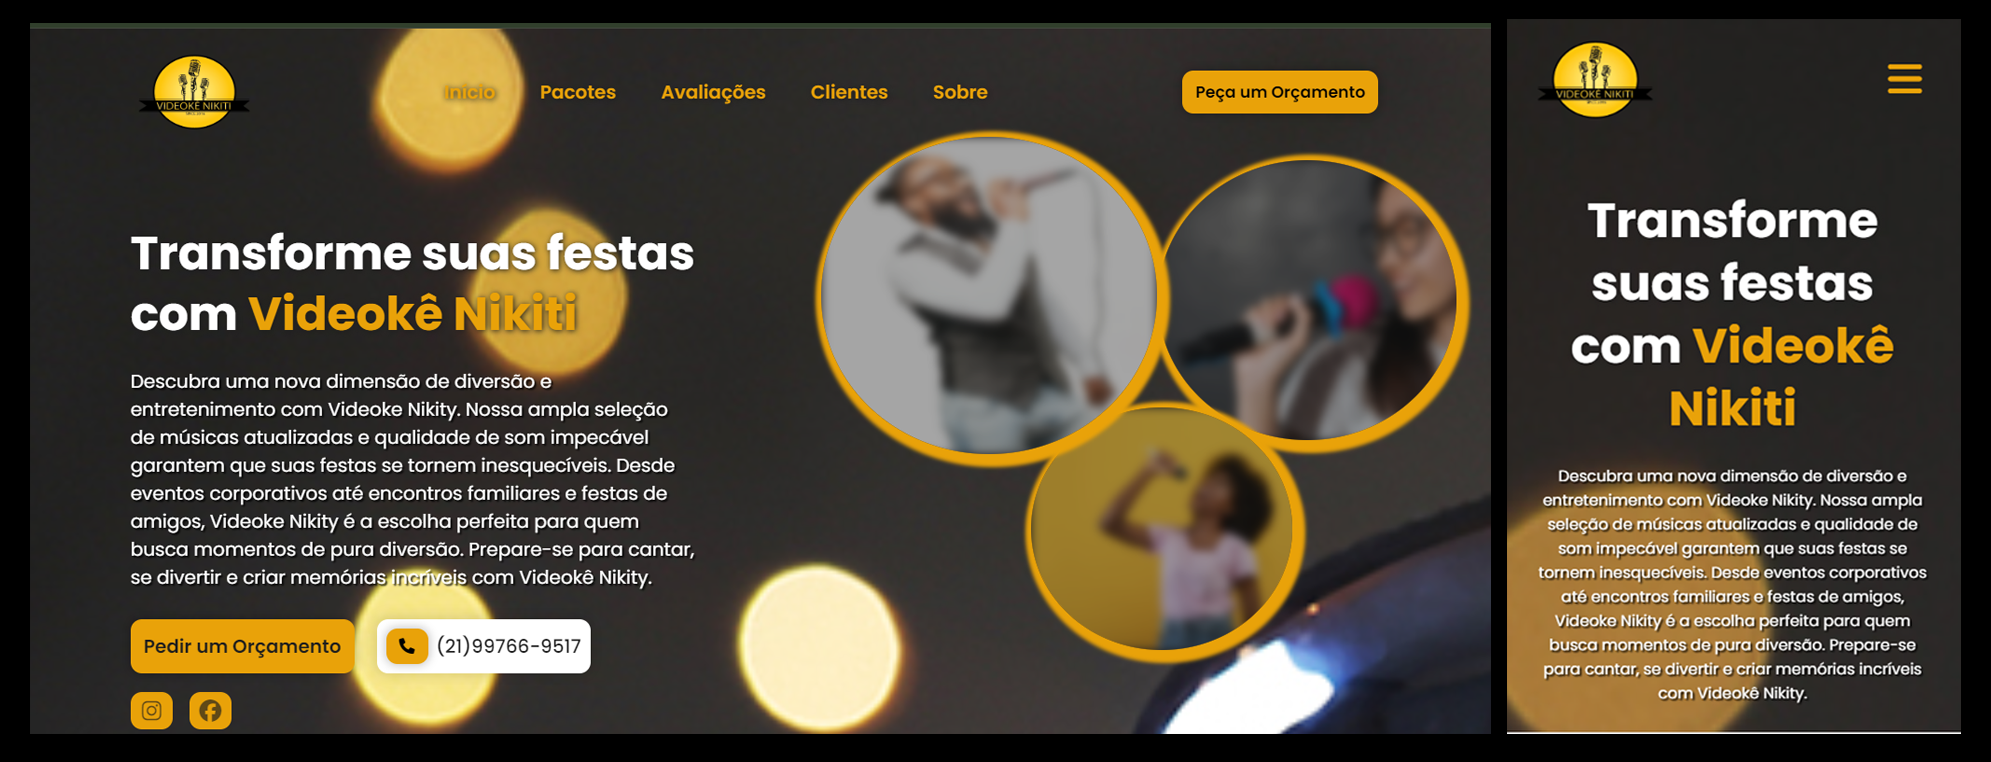 VIDEOKÊ NIKITI
Início Pacotes Avaliações Clientes Sobre
Peça um Orçamento
Transforme suas festas
com Videokê Nikiti
Descubra uma nova dimensão de diversão e
entretenimento com Videoke Nikity. Nossa ampla seleção
de músicas atualizadas e qualidade de som impecável
garantem que suas festas se tornem inesquecíveis. Desde
eventos corporativos até encontros familiares e festas de
amigos, Videoke Nikity é a escolha perfeita para quem
busca momentos de pura diversão. Prepare-se para cantar,
se divertir e criar memórias incríveis com Videokê Nikity.
Pedir um Orçamento
(21)99766-9517
VIDEOKÊ NIKITI
Transforme
suas festas
com Videokê
Nikiti
Descubra uma nova dimensão de diversão e
entretenimento com Videoke Nikity. Nossa ampla
seleção de músicas atualizadas e qualidade de
som impecável garantem que suas festas se
tornem inesquecíveis. Desde eventos corporativos
até encontros familiares e festas de amigos,
Videoke Nikity é a escolha perfeita para quem
busca momentos de pura diversão. Prepare-se
para cantar, se divertir e criar memórias incríveis
com Videokê Nikity.